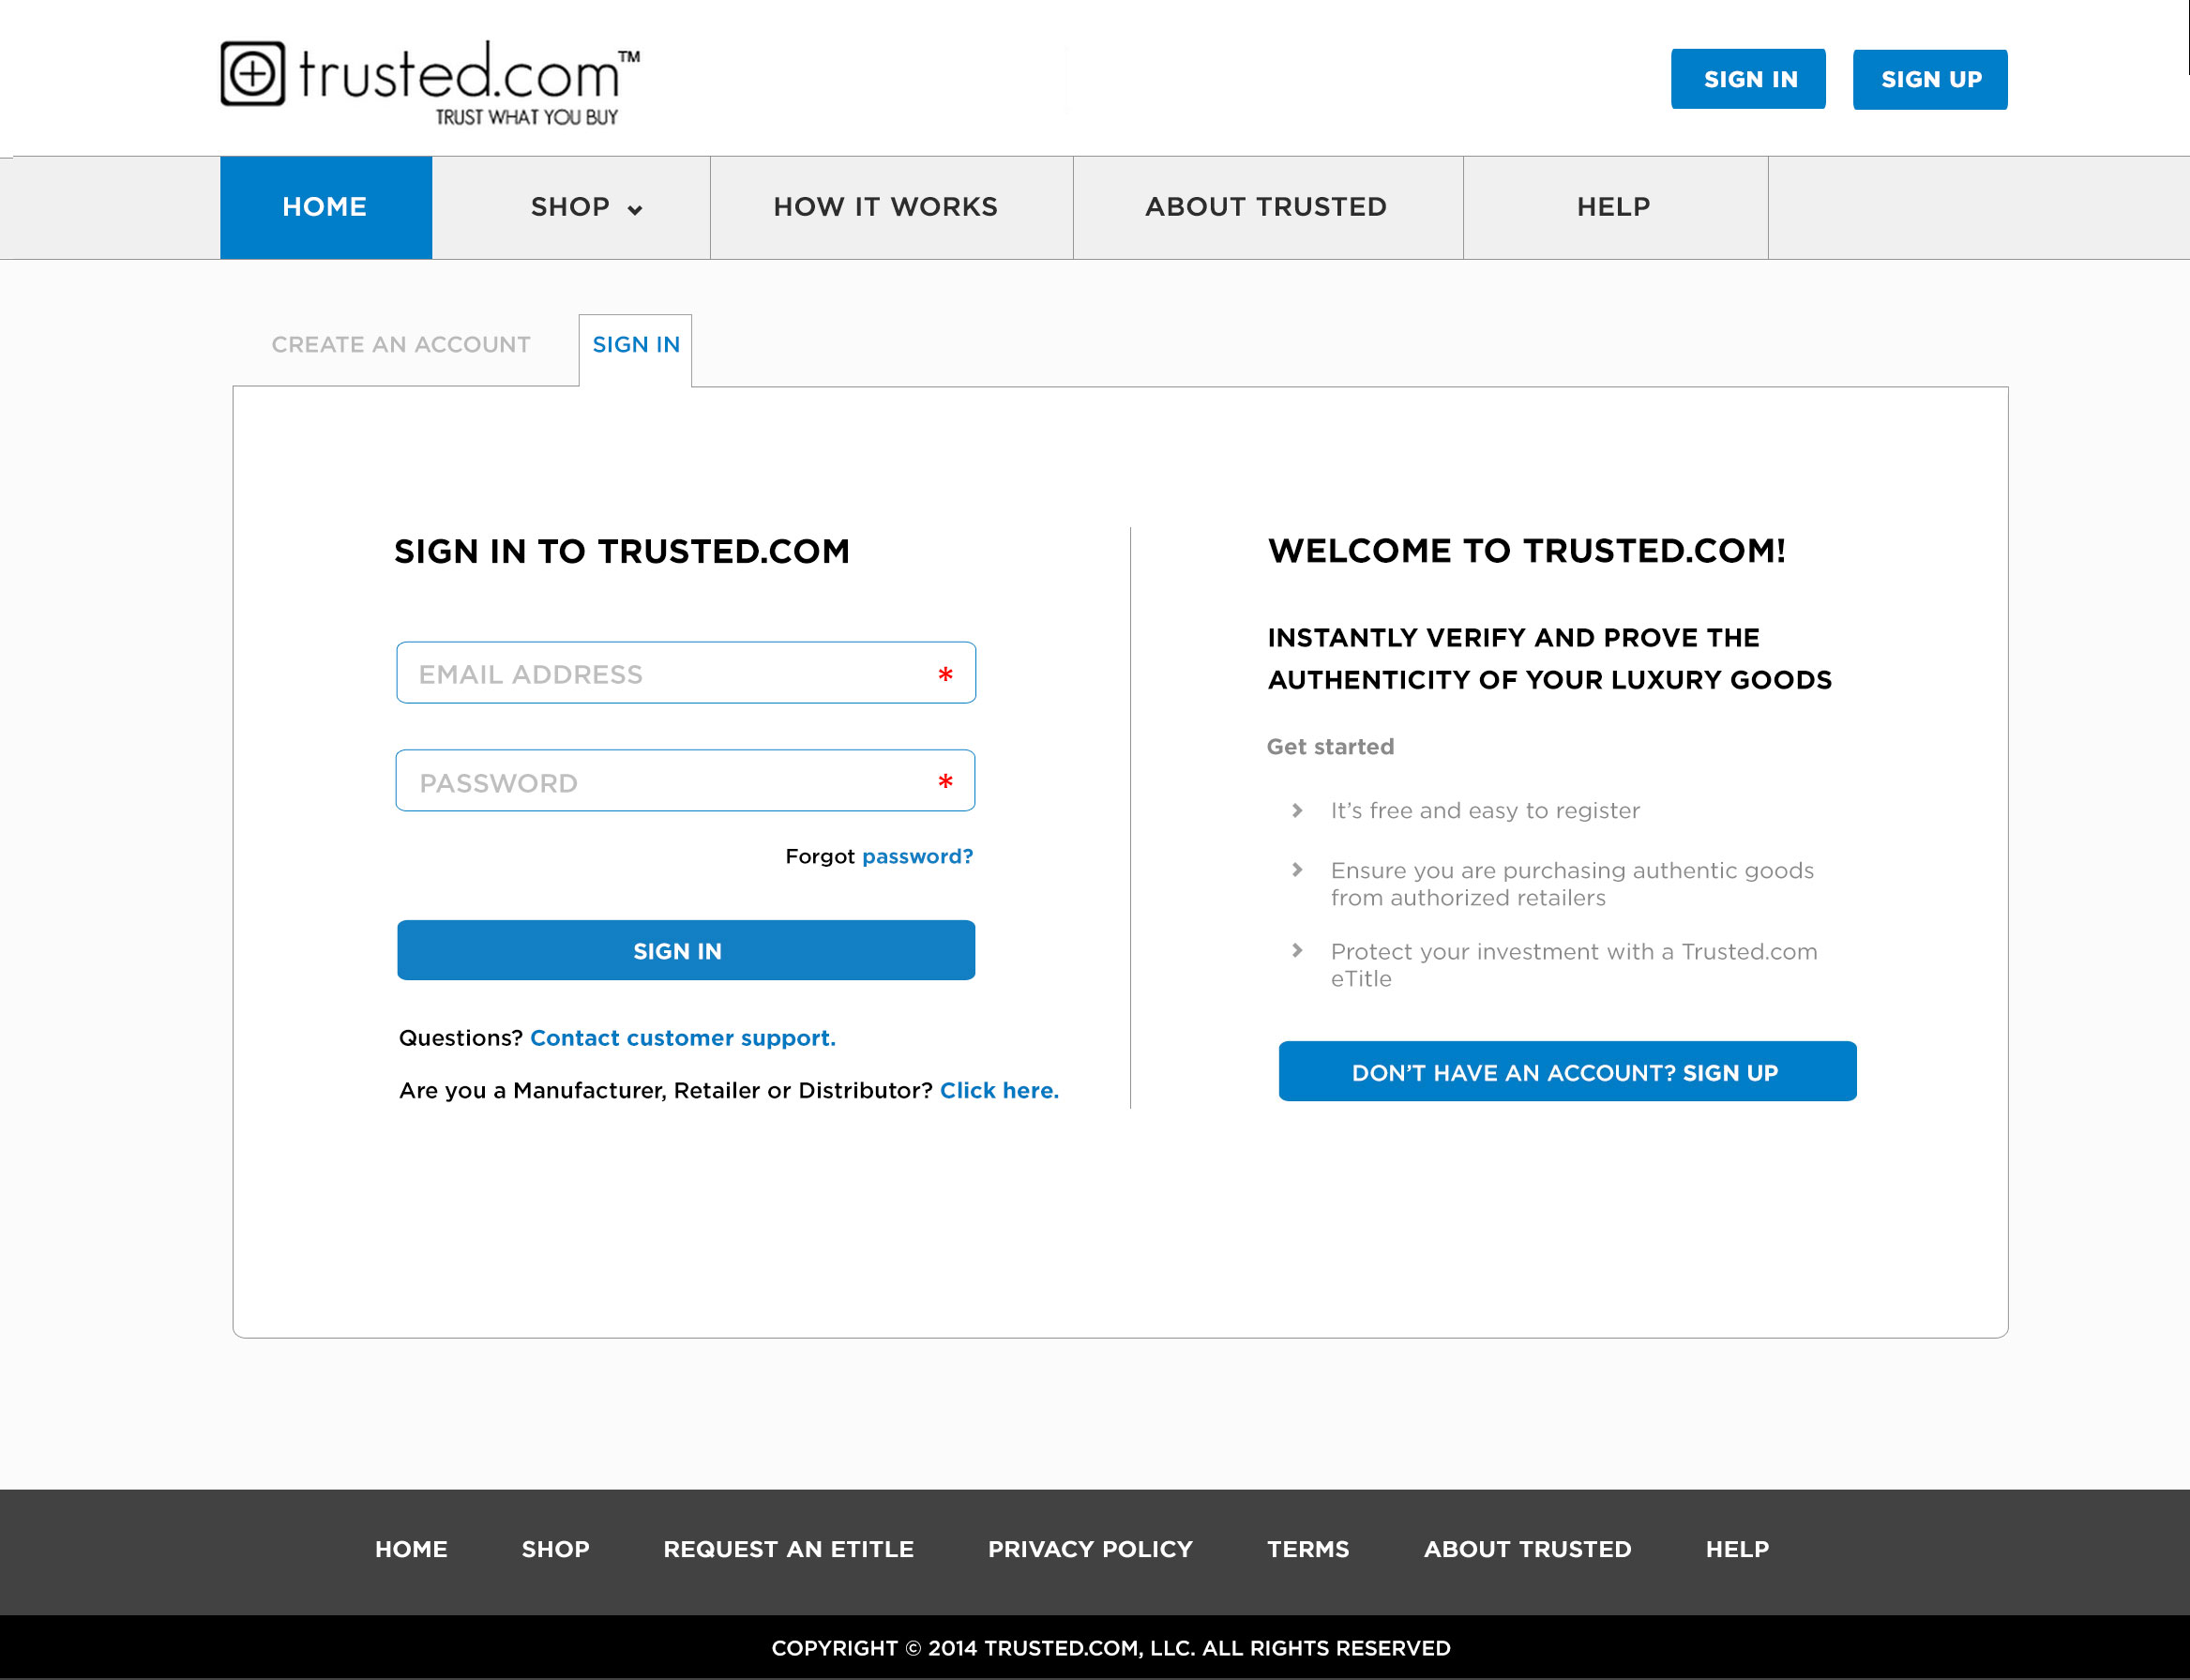 trusted.com™
TRUST WHAT YOU BUY
SIGN IN
SIGN UP
HOME
SHOP
HOW IT WORKS
ABOUT TRUSTED
HELP
CREATE AN ACCOUNT
SIGN IN
SIGN IN TO TRUSTED.COM
EMAIL ADDRESS *
PASSWORD *
Forgot password?
SIGN IN
Questions? Contact customer support.
Are you a Manufacturer, Retailer or Distributor? Click here.
WELCOME TO TRUSTED.COM!
INSTANTLY VERIFY AND PROVE THE
AUTHENTICITY OF YOUR LUXURY GOODS
Get started
It’s free and easy to register
Ensure you are purchasing authentic goods
from authorized retailers
Protect your investment with a Trusted.com
eTitle
DON’T HAVE AN ACCOUNT? SIGN UP
HOME
SHOP
REQUEST AN ETITLE
PRIVACY POLICY
TERMS
ABOUT TRUSTED
HELP
COPYRIGHT © 2014 TRUSTED.COM, LLC. ALL RIGHTS RESERVED